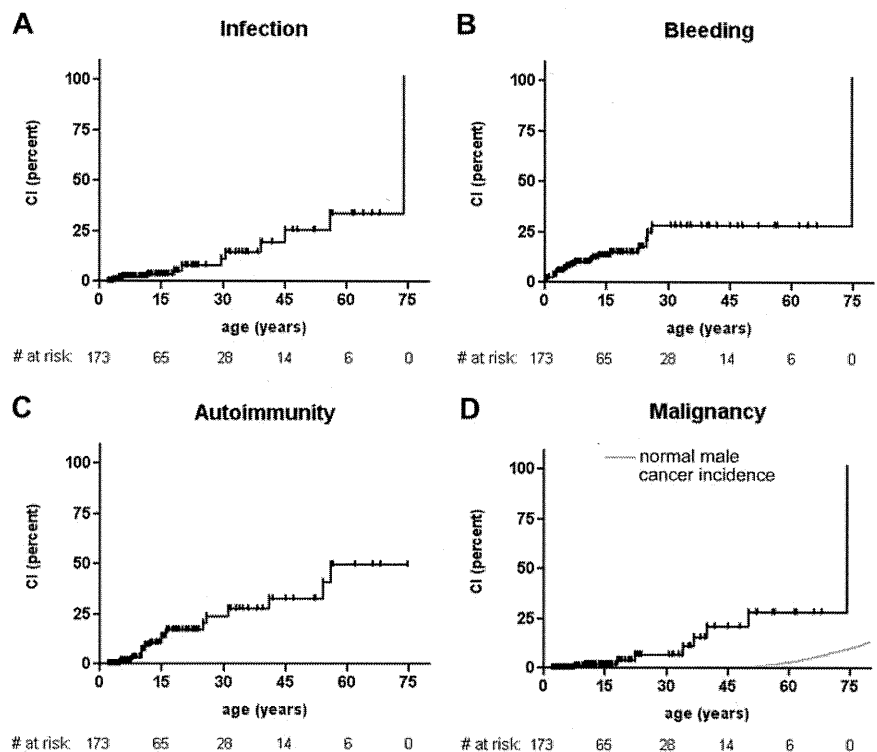 A
Infection
CI (percent)
100
75
50
25
0
0 15 30 45 60 75
age (years)
# at risk: 173 65 28 14 6 0
B
Bleeding
CI (percent)
100
75
50
25
0
0 15 30 45 60 75
age (years)
# at risk: 173 65 28 14 6 0
C
Autoimmunity
CI (percent)
100
75
50
25
0
0 15 30 45 60 75
age (years)
# at risk: 173 65 28 14 6 0
D
Malignancy
normal male
cancer incidence
CI (percent)
100
75
50
25
0
0 15 30 45 60 75
age (years)
# at risk: 173 65 28 14 6 0